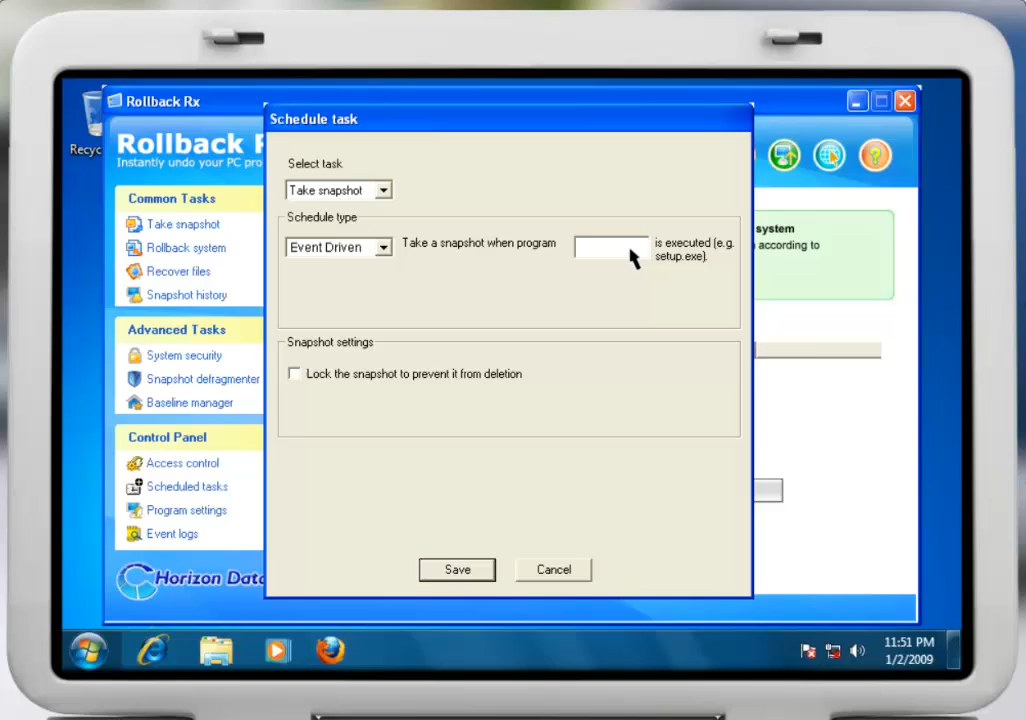 Recyc
Rollback Rx
Rollback
Instantly undo your PC pro
Common Tasks
Take snapshot
Rollback system
Recover files
Snapshot history
Advanced Tasks
System security
Snapshot defragmenter
Baseline manager
Control Panel
Access control
Scheduled tasks
Program settings
Event logs
Horizon Data
Schedule task
Select task
Take snapshot
Schedule type
Event Driven
Take a snapshot when program
is executed (e.g.
setup.exe).
Snapshot settings
Lock the snapshot to prevent it from deletion
Save
Cancel
?
system
according to
11:51 PM
1/2/2009